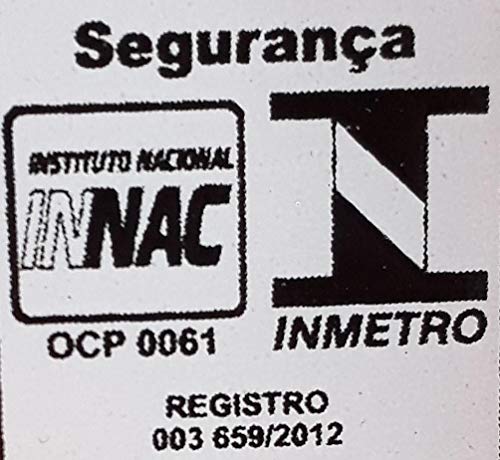 Segurança
INSTITUTO NACIONAL
INNAC
OCP 0061
INMETRO
REGISTRO
003 659/2012